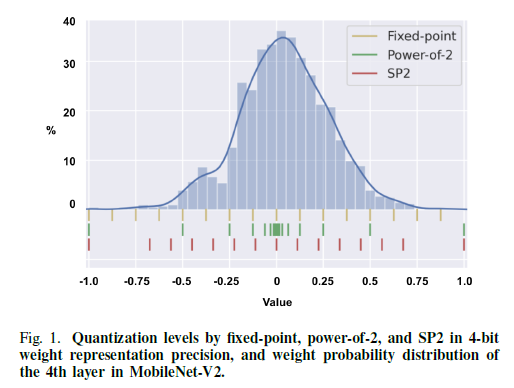 40
30
20
10
0
%
Fixed-point
Power-of-2
SP2
-1.0 -0.75 -0.5 -0.25 0 0.25 0.5 0.75 1.0
Value
Fig. 1. Quantization levels by fixed-point, power-of-2, and SP2 in 4-bit
weight representation precision, and weight probability distribution of
the 4th layer in MobileNet-V2.